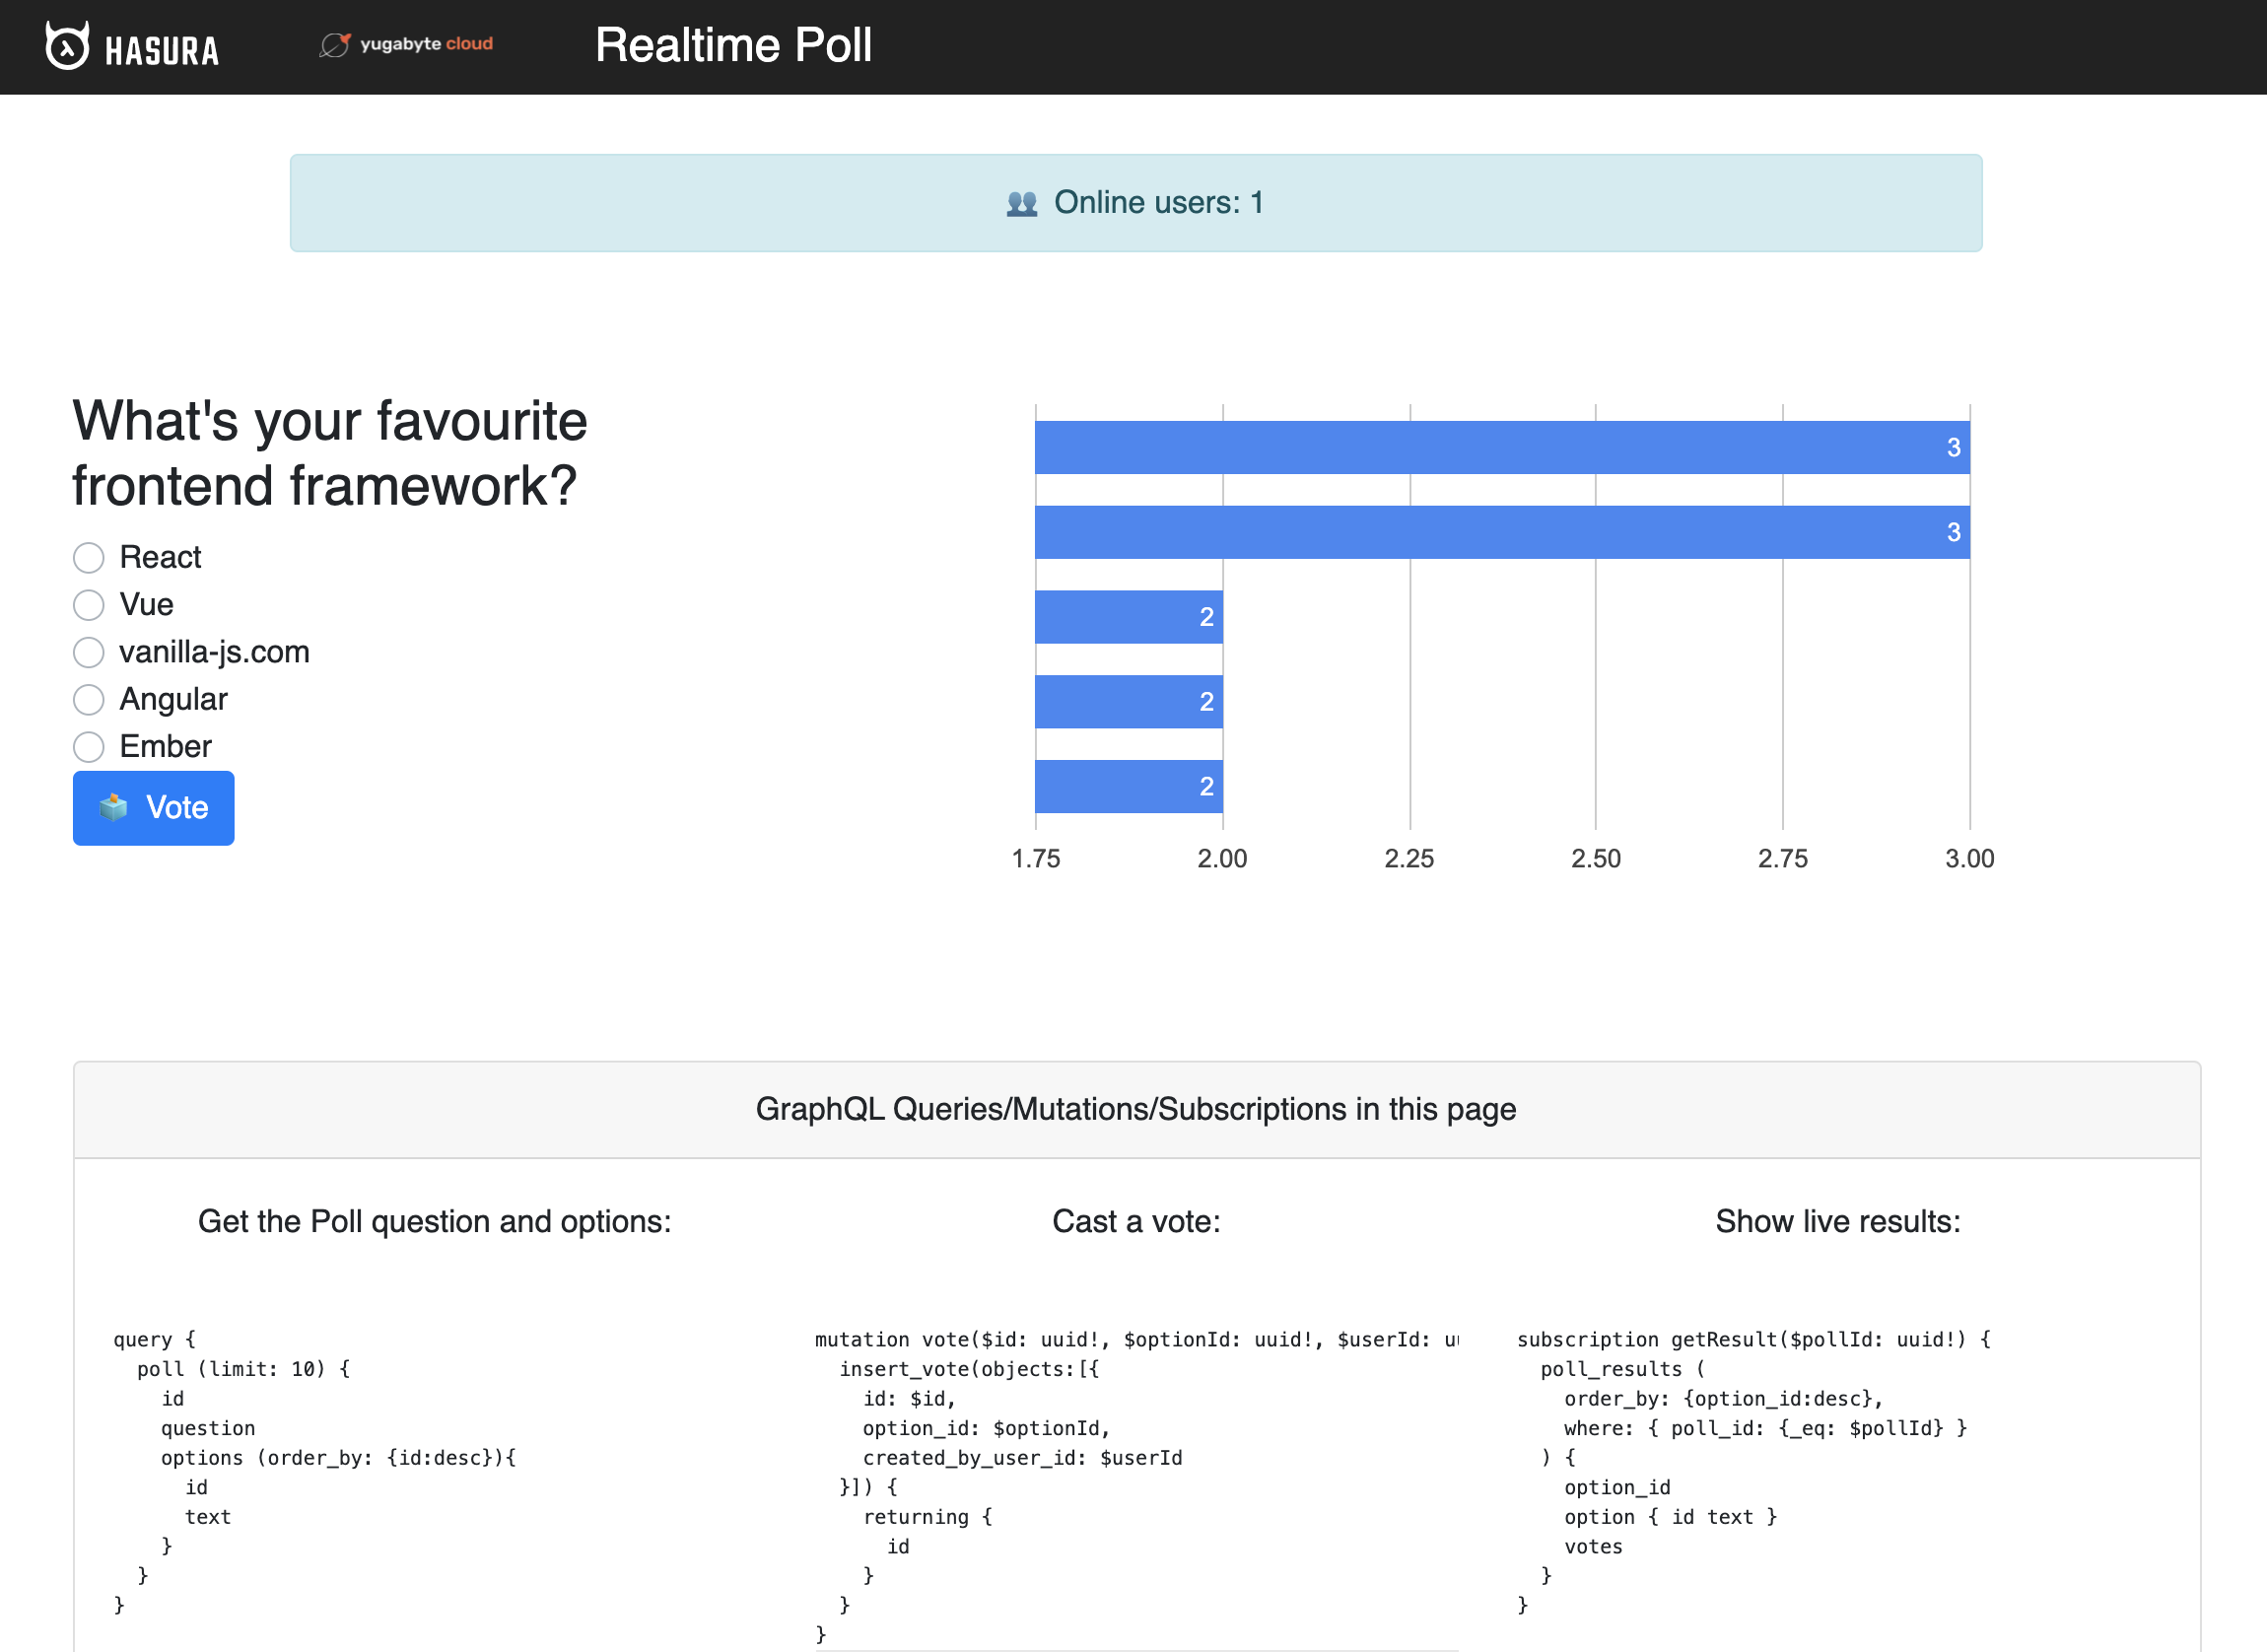 HASURA
yugabyte cloud
Realtime Poll
Online users: 1
What's your favourite
frontend framework?
React
Vue
vanilla-js.com
Angular
Ember
Vote
3
3
2
2
2
1.75 2.00 2.25 2.50 2.75 3.00
GraphQL Queries/Mutations/Subscriptions in this page
Get the Poll question and options:
query {
  poll (limit: 10) {
    id
    question
    options (order_by: {id:desc}){
      id
      text
    }
  }
}
Cast a vote:
mutation vote($id: uuid!, $optionId: uuid!, $userId:
  insert_vote(objects:[{
    id: $id,
    option_id: $optionId,
    created_by_user_id: $userId
  }]) {
    returning {
      id
    }
  }
}
Show live results:
subscription getResult($pollId: uuid!) {
  poll_results (
    order_by: {option_id:desc},
    where: { poll_id: {_eq: $pollId} }
  ) {
    option_id
    option { id text }
    votes
  }
}